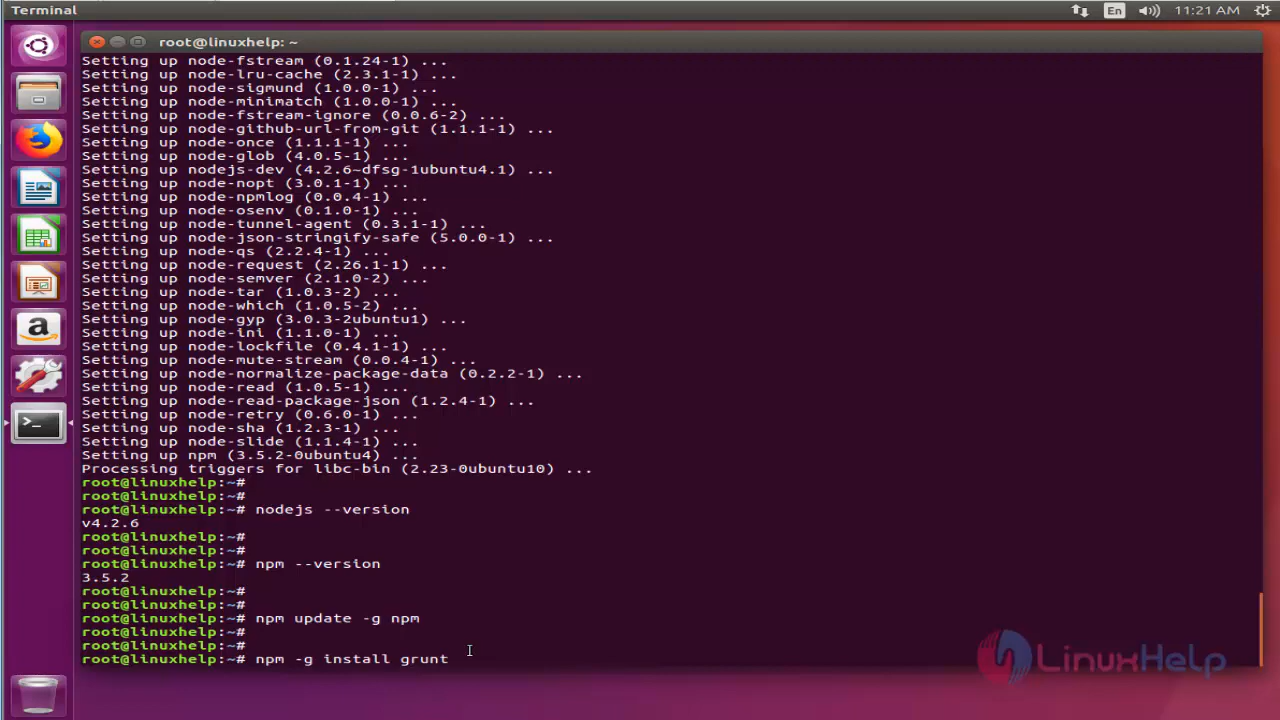 Terminal
En
11:21 AM
root@linuxhelp: ~
Setting up node-fstream (0.1.24-1) ...
Setting up node-lru-cache (2.3.1-1) ...
Setting up node-sigmund (1.0.0-1) ...
Setting up node-minimatch (1.0.0-1) ...
Setting up node-fstream-ignore (0.0.6-2) ...
Setting up node-github-url-from-git (1.1.1-1) ...
Setting up node-once (1.1.1-1) ...
Setting up node-glob (4.0.5-1) ...
Setting up nodejs-dev (4.2.6~dfsg-1ubuntu4.1) ...
Setting up node-nopt (3.0.1-1) ...
Setting up node-npmlog (0.0.4-1) ...
Setting up node-osenv (0.1.0-1) ...
Setting up node-tunnel-agent (0.3.1-1) ...
Setting up node-json-stringify-safe (5.0.0-1) ...
Setting up node-qs (2.2.4-1) ...
Setting up node-request (2.26.1-1) ...
Setting up node-semver (2.1.0-2) ...
Setting up node-tar (1.0.3-2) ...
Setting up node-which (1.0.5-2) ...
Setting up node-gyp (3.0.3-2ubuntu1) ...
Setting up node-ini (1.1.0-1) ...
Setting up node-lockfile (0.4.1-1) ...
Setting up node-mute-stream (0.0.4-1) ...
Setting up node-normalize-package-data (0.2.2-1) ...
Setting up node-read (1.0.5-1) ...
Setting up node-read-package-json (1.2.4-1) ...
Setting up node-retry (0.6.0-1) ...
Setting up node-sha (1.2.3-1) ...
Setting up node-slide (1.1.4-1) ...
Setting up npm (3.5.2-0ubuntu4) ...
Processing triggers for libc-bin (2.23-0ubuntu10) ...
root@linuxhelp:~#
root@linuxhelp:~#
root@linuxhelp:~# nodejs --version
v4.2.6
root@linuxhelp:~#
root@linuxhelp:~#
root@linuxhelp:~# npm --version
3.5.2
root@linuxhelp:~#
root@linuxhelp:~#
root@linuxhelp:~# npm update -g npm
root@linuxhelp:~#
root@linuxhelp:~#
root@linuxhelp:~# npm -g install grunt
LinuxHelp